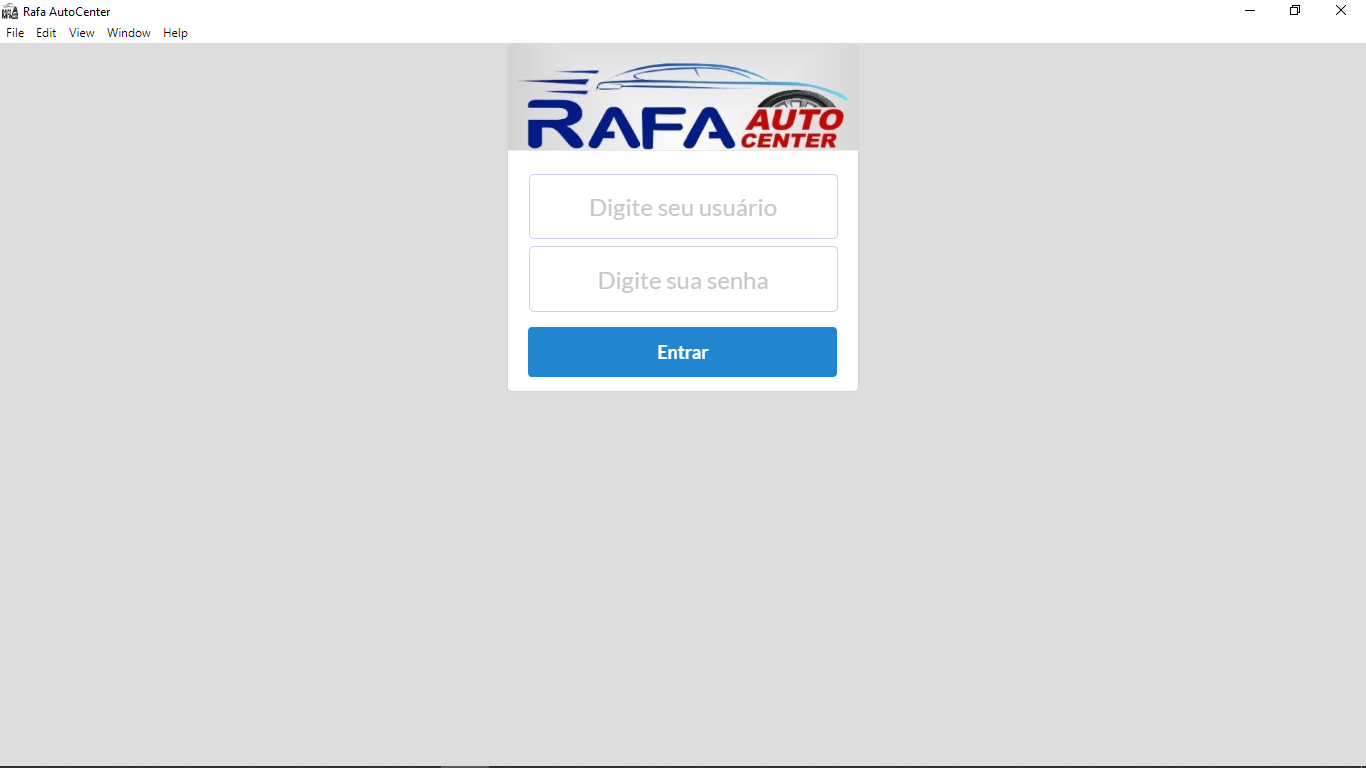 Rafa AutoCenter
File Edit View Window Help
RAFA AUTO CENTER
Digite seu usuário
Digite sua senha
Entrar